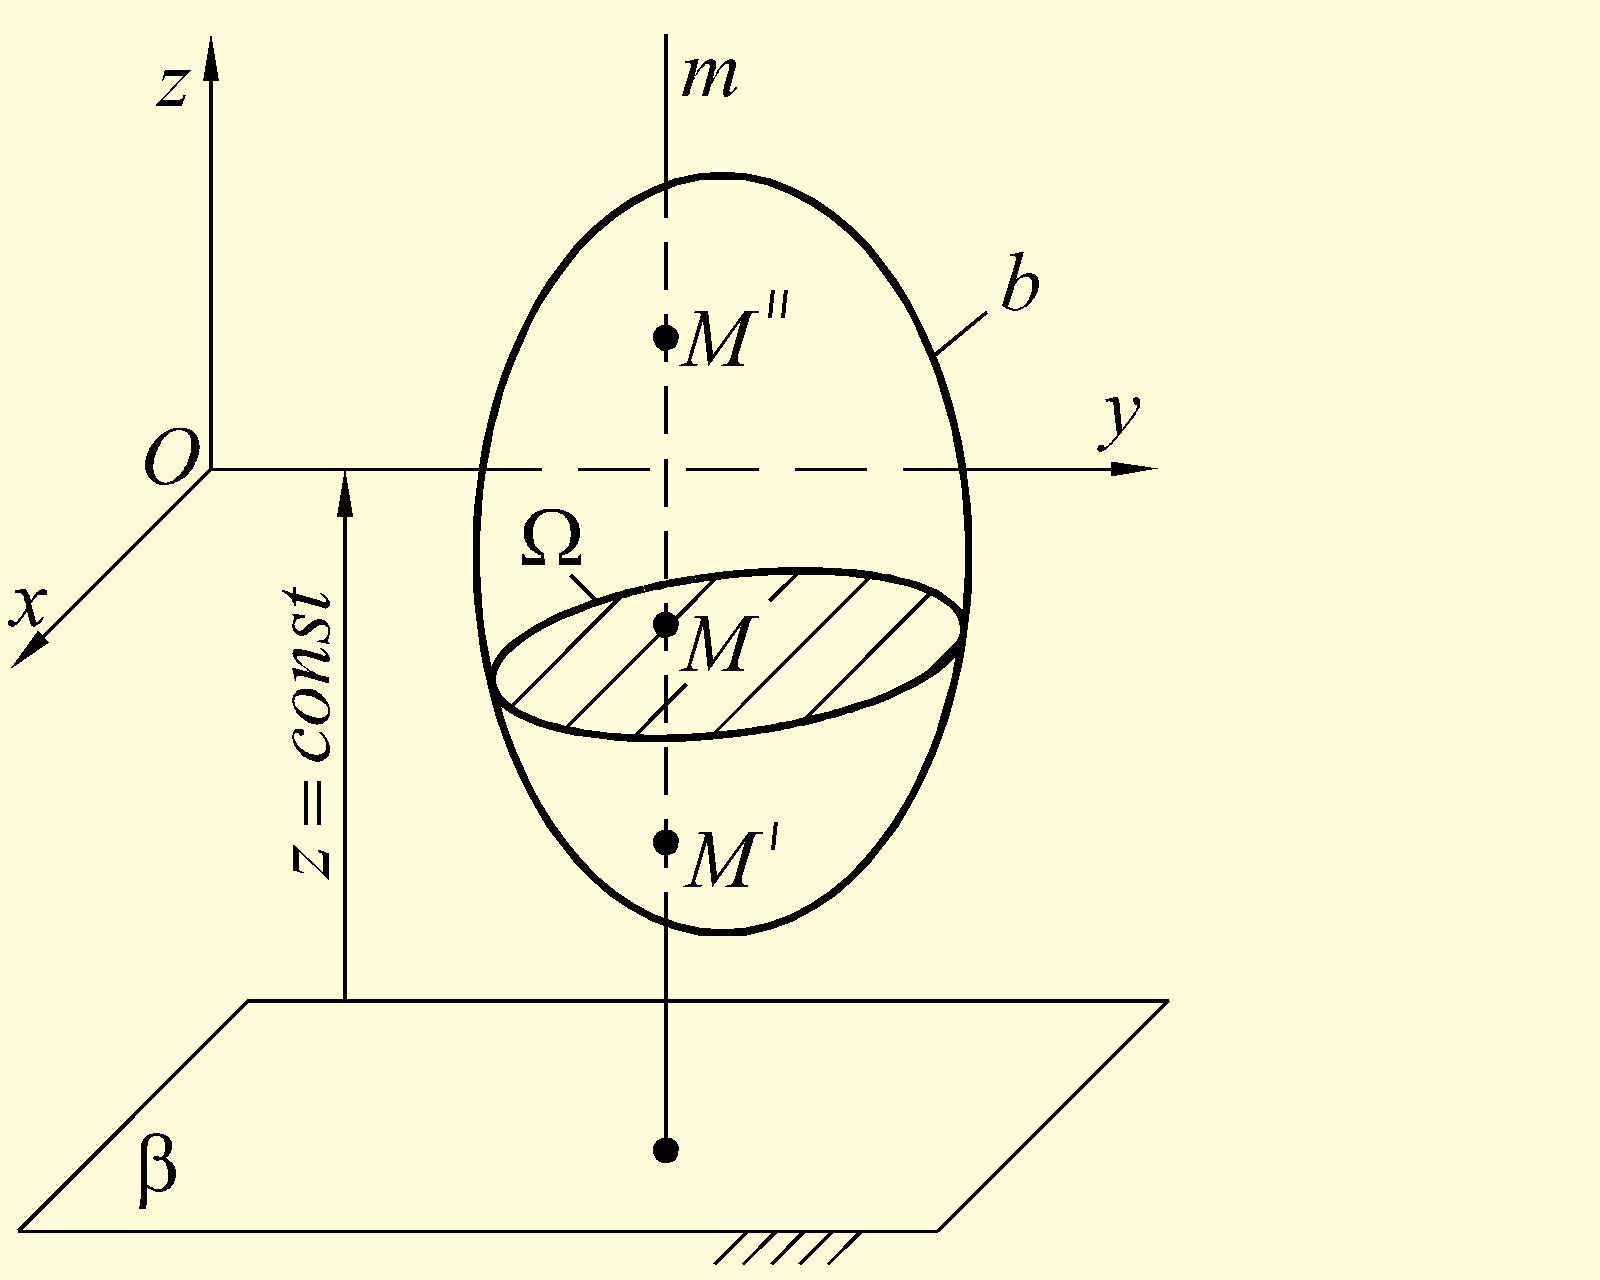 z
m
b
M''
y
O
Ω
x
M
z = const
M'
β